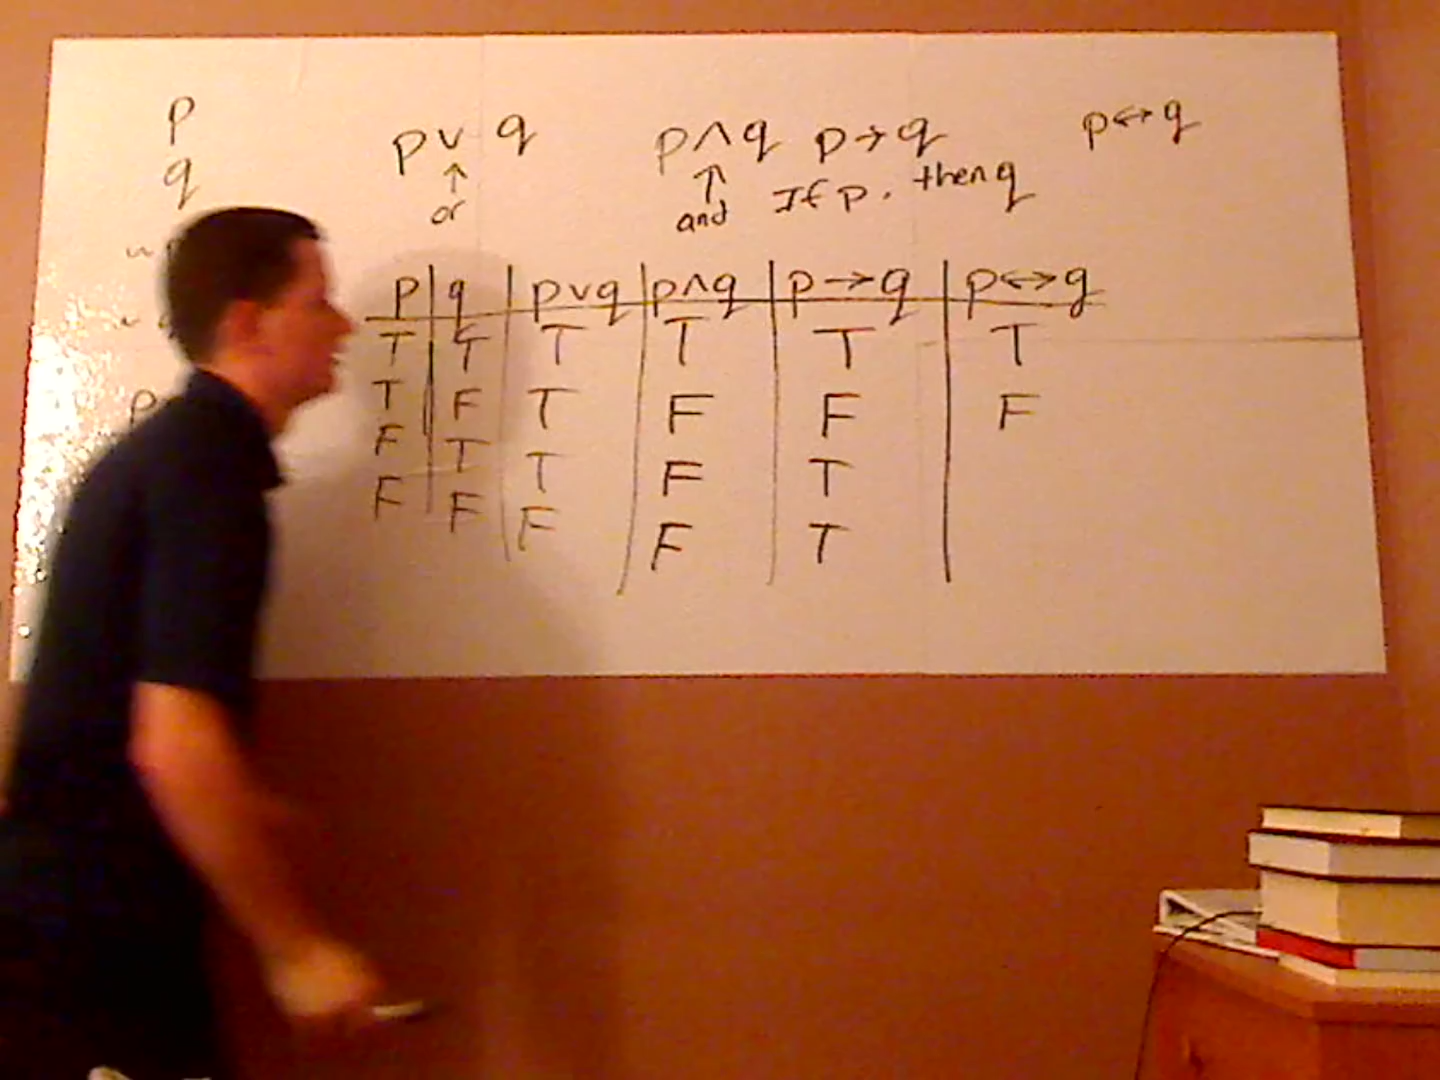 p
q
p ∨ q
↑
or
p ∧ q
↑
and
p → q
If p, then q
p ↔ q
p q p∨q p∧q p→q p↔q
T T T T T T
T F T F F F
F T T F T
F F F F T